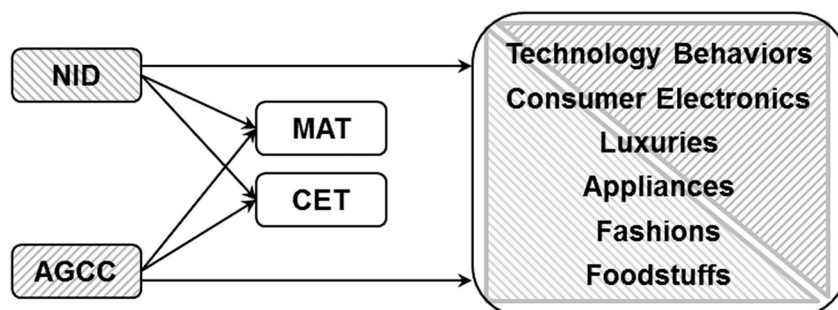 NID
MAT
CET
AGCC
Technology Behaviors
Consumer Electronics
Luxuries
Appliances
Fashions
Foodstuffs